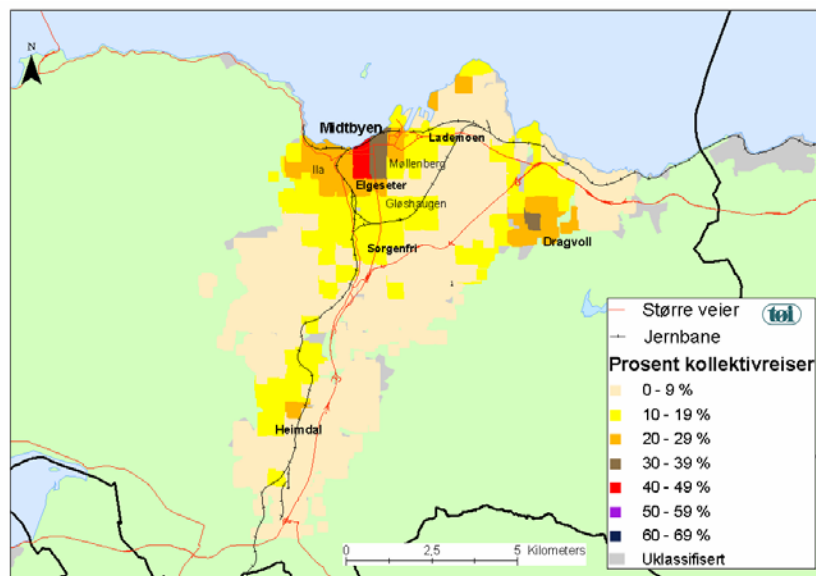 N
Midtbyen
Lademoen
Møllenberg
Ila
Elgeseter
Gløshaugen
Sorgenfri
Dragvoll
Heimdal
Større veier
tøi
Jernbane
Prosent kollektivreiser
0 - 9 %
10 - 19 %
20 - 29 %
30 - 39 %
40 - 49 %
50 - 59 %
60 - 69 %
Uklassifisert
0 2.5 5 Kilometers